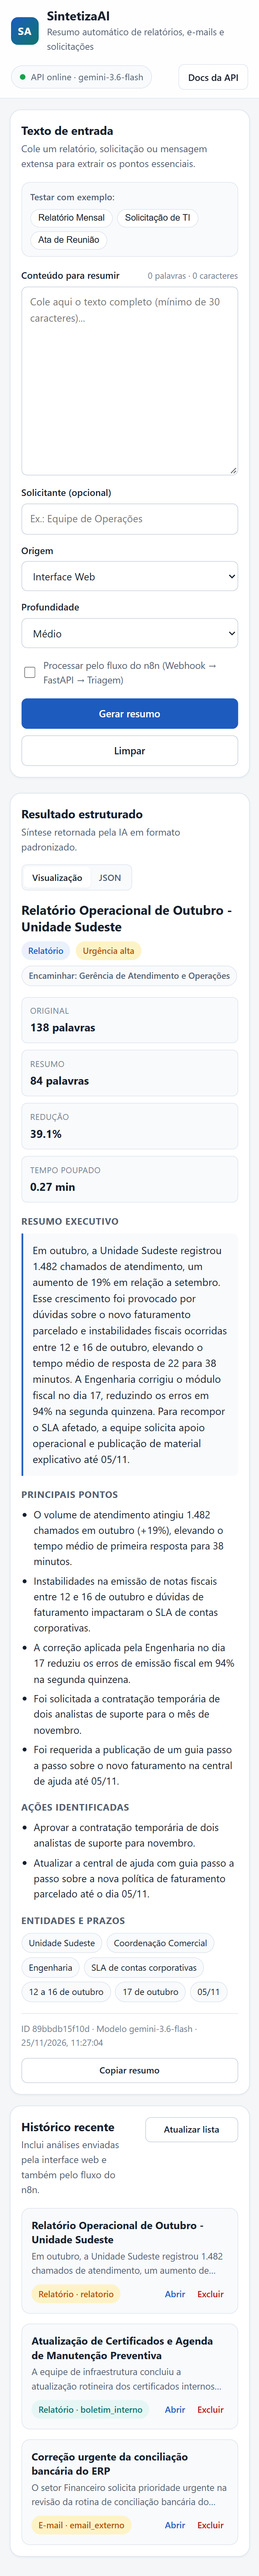 SA
SintetizaAI
Resumo automático de relatórios, e-mails e
solicitações
API online · gemini-3.6-flash
Docs da API
Texto de entrada
Cole um relatório, solicitação ou mensagem
extensa para extrair os pontos essenciais.
Testar com exemplo:
Relatório Mensal
Solicitação de TI
Ata de Reunião
Conteúdo para resumir
0 palavras · 0 caracteres
Cole aqui o texto completo (mínimo de 30
caracteres)...
Solicitante (opcional)
Ex.: Equipe de Operações
Origem
Interface Web
Profundidade
Médio
Processar pelo fluxo do n8n (Webhook →
FastAPI → Triagem)
Gerar resumo
Limpar
Resultado estruturado
Síntese retornada pela IA em formato
padronizado.
Visualização
JSON
Relatório Operacional de Outubro -
Unidade Sudeste
Relatório
Urgência alta
Encaminhar: Gerência de Atendimento e Operações
ORIGINAL
138 palavras
RESUMO
84 palavras
REDUÇÃO
39.1%
TEMPO POUPADO
0.27 min
RESUMO EXECUTIVO
Em outubro, a Unidade Sudeste registrou
1.482 chamados de atendimento, um
aumento de 19% em relação a setembro.
Esse crescimento foi provocado por
dúvidas sobre o novo faturamento
parcelado e instabilidades fiscais ocorridas
entre 12 e 16 de outubro, elevando o
tempo médio de resposta de 22 para 38
minutos. A Engenharia corrigiu o módulo
fiscal no dia 17, reduzindo os erros em
94% na segunda quinzena. Para recompor
o SLA afetado, a equipe solicita apoio
operacional e publicação de material
explicativo até 05/11.
PRINCIPAIS PONTOS
• O volume de atendimento atingiu 1.482
chamados em outubro (+19%), elevando o
tempo médio de primeira resposta para 38
minutos.
• Instabilidades na emissão de notas fiscais
entre 12 e 16 de outubro e dúvidas de
faturamento impactaram o SLA de contas
corporativas.
• A correção aplicada pela Engenharia no dia
17 reduziu os erros de emissão fiscal em 94%
na segunda quinzena.
• Foi solicitada a contratação temporária de
dois analistas de suporte para o mês de
novembro.
• Foi requerida a publicação de um guia passo
a passo sobre o novo faturamento na central
de ajuda até 05/11.
AÇÕES IDENTIFICADAS
• Aprovar a contratação temporária de dois
analistas de suporte para novembro.
• Atualizar a central de ajuda com guia passo a
passo sobre a nova política de faturamento
parcelado até o dia 05/11.
ENTIDADES E PRAZOS
Unidade Sudeste
Coordenação Comercial
Engenharia
SLA de contas corporativas
12 a 16 de outubro
17 de outubro
05/11
ID 89bbdb15f10d · Modelo gemini-3.6-flash ·
25/11/2026, 11:27:04
Copiar resumo
Histórico recente
Atualizar lista
Inclui análises enviadas
pela interface web e
também pelo fluxo do
n8n.
Relatório Operacional de Outubro -
Unidade Sudeste
Em outubro, a Unidade Sudeste registrou 1.482
chamados de atendimento, um aumento de...
Relatório · relatorio
Abrir
Excluir
Atualização de Certificados e Agenda
de Manutenção Preventiva
A equipe de infraestrutura concluiu a
atualização rotineira dos certificados internos...
Relatório · boletim_interno
Abrir
Excluir
Correção urgente da conciliação
bancária do ERP
O setor Financeiro solicita prioridade urgente na
revisão da rotina de conciliação bancária do...
E-mail · email_externo
Abrir
Excluir